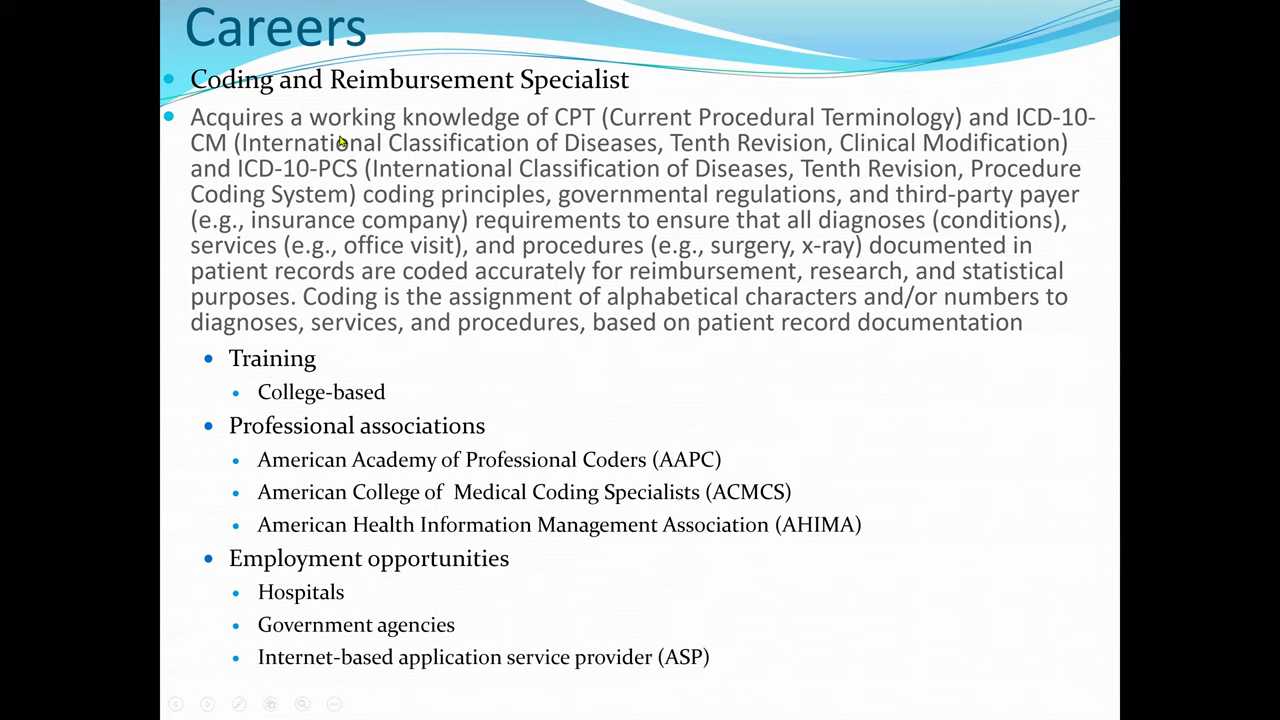 Careers
Coding and Reimbursement Specialist
Acquires a working knowledge of CPT (Current Procedural Terminology) and ICD-10-
CM (International Classification of Diseases, Tenth Revision, Clinical Modification)
and ICD-10-PCS (International Classification of Diseases, Tenth Revision, Procedure
Coding System) coding principles, governmental regulations, and third-party payer
(e.g., insurance company) requirements to ensure that all diagnoses (conditions),
services (e.g., office visit), and procedures (e.g., surgery, x-ray) documented in
patient records are coded accurately for reimbursement, research, and statistical
purposes. Coding is the assignment of alphabetical characters and/or numbers to
diagnoses, services, and procedures, based on patient record documentation
Training
College-based
Professional associations
American Academy of Professional Coders (AAPC)
American College of  Medical Coding Specialists (ACMCS)
American Health Information Management Association (AHIMA)
Employment opportunities
Hospitals
Government agencies
Internet-based application service provider (ASP)